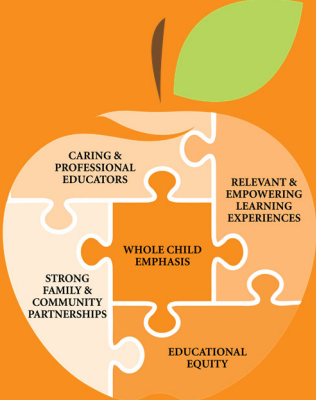 CARING &
PROFESSIONAL
EDUCATORS
RELEVANT &
EMPOWERING
LEARNING
EXPERIENCES
WHOLE CHILD
EMPHASIS
STRONG
FAMILY &
COMMUNITY
PARTNERSHIPS
EDUCATIONAL
EQUITY